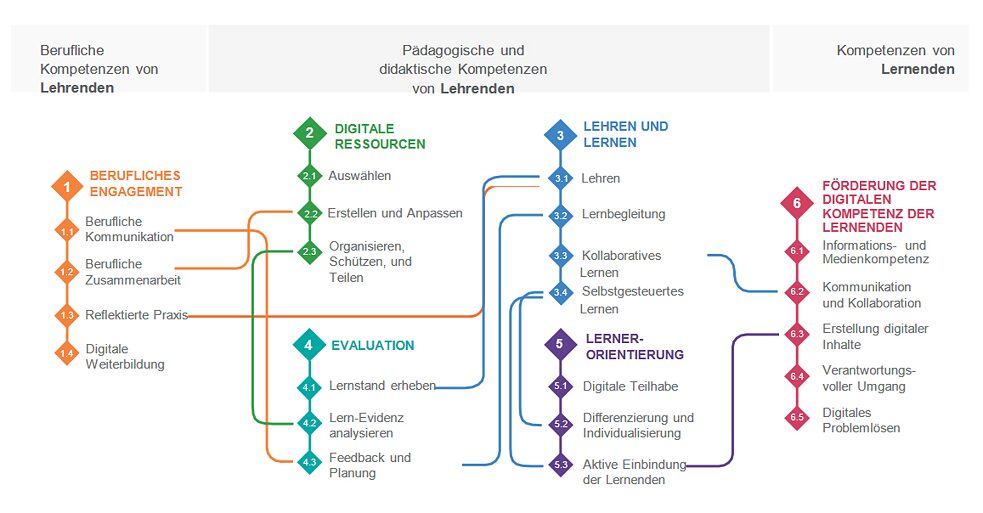 Berufliche
Kompetenzen von
Lehrenden
Pädagogische und
didaktische Kompetenzen
von Lehrenden
Kompetenzen von
Lernenden
1
BERUFLICHES
ENGAGEMENT
1.1
Berufliche
Kommunikation
1.2
Berufliche
Zusammenarbeit
1.3
Reflektierte Praxis
1.4
Digitale
Weiterbildung
2
DIGITALE
RESSOURCEN
2.1
Auswählen
2.2
Erstellen und Anpassen
2.3
Organisieren,
Schützen, und
Teilen
4
EVALUATION
4.1
Lernstand erheben
4.2
Lern-Evidenz
analysieren
4.3
Feedback und
Planung
3
LEHREN UND
LERNEN
3.1
Lehren
3.2
Lernbegleitung
3.3
Kollaboratives
Lernen
3.4
Selbstgesteuertes
Lernen
5
LERNER-
ORIENTIERUNG
5.1
Digitale Teilhabe
5.2
Differenzierung und
Individualisierung
5.3
Aktive Einbindung
der Lernenden
6
FÖRDERUNG DER
DIGITALEN
KOMPETENZ DER
LERNENDEN
6.1
Informations- und
Medienkompetenz
6.2
Kommunikation
und Kollaboration
6.3
Erstellung digitaler
Inhalte
6.4
Verantwortungs-
voller Umgang
6.5
Digitales
Problemlösen